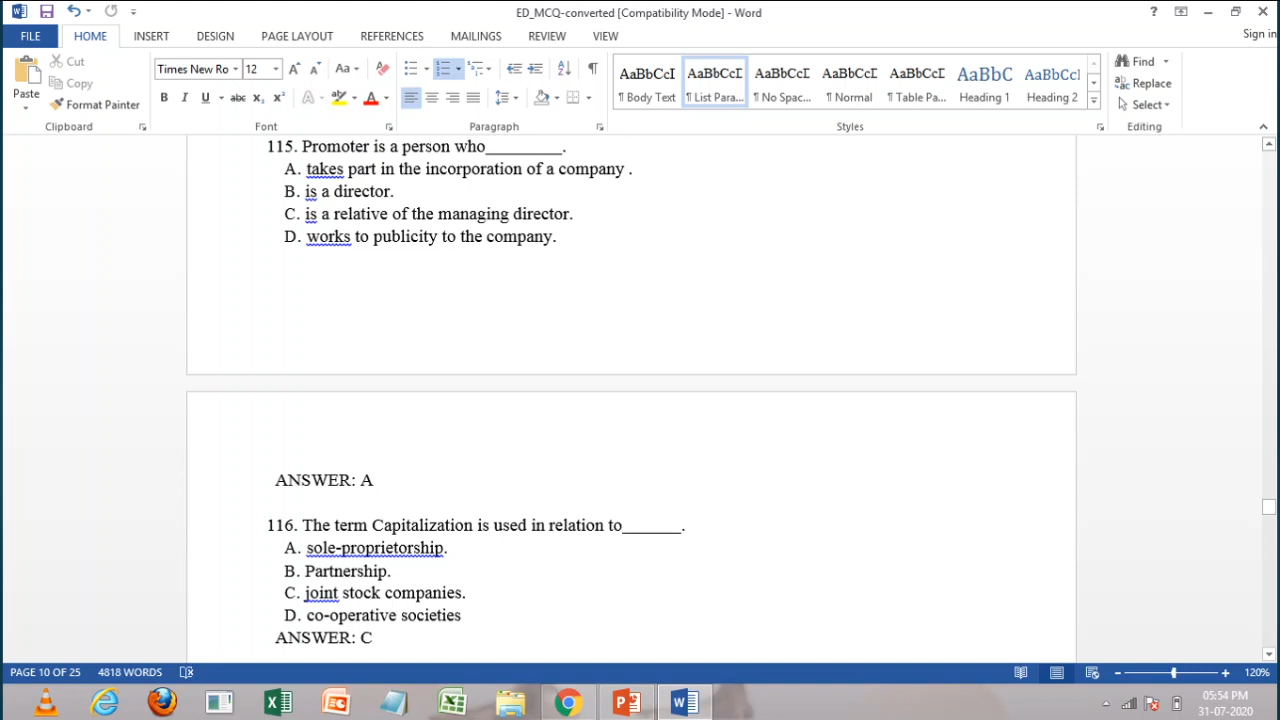 ED_MCQ-converted [Compatibility Mode] - Word
?
FILE HOME INSERT DESIGN PAGE LAYOUT REFERENCES MAILINGS REVIEW VIEW Sign in
Paste
Cut
Copy
Format Painter
Clipboard
Times New Ro 12
Aa
B I U abc x₂ x² A A
Font
Paragraph
AaBbCcI AaBbCcI AaBbCcI AaBbCcI AaBbCcI AaBbC AaBbCcl
¶ Body Text ¶ List Para... ¶ No Spac... ¶ Normal ¶ Table Pa... Heading 1 Heading 2
Styles
Find
Replace
Select
Editing
115. Promoter is a person who_________.
A. takes part in the incorporation of a company .
B. is a director.
C. is a relative of the managing director.
D. works to publicity to the company.
ANSWER: A
116. The term Capitalization is used in relation to_______.
A. sole-proprietorship.
B. Partnership.
C. joint stock companies.
D. co-operative societies
ANSWER: C
PAGE 10 OF 25 4818 WORDS 120%
05:54 PM
31-07-2020